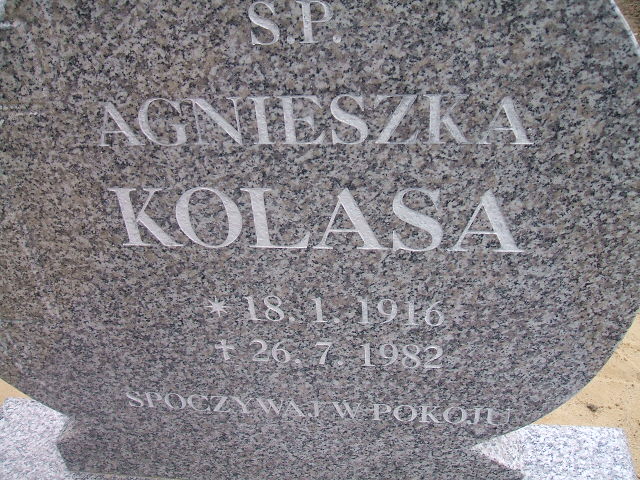 S.P.
AGNIESZKA
KOLASA
* 18. 1. 1916
† 26. 7. 1982
SPOCZYWAJ W POKOJU